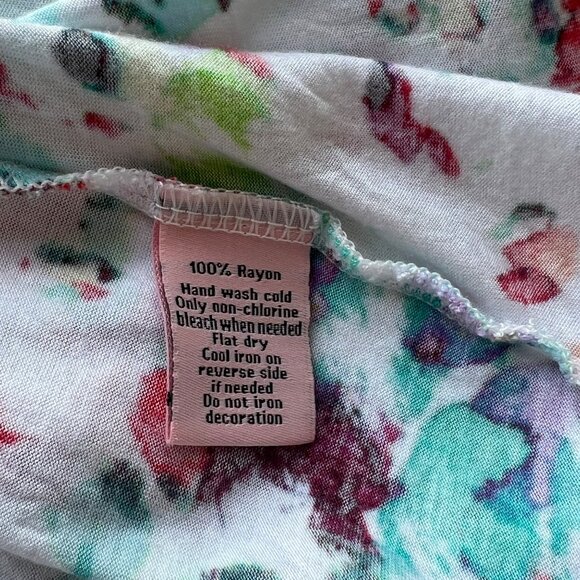 100% Rayon
Hand wash cold
Only non-chlorine
bleach when needed
Flat dry
Cool iron on
reverse side
if needed
Do not iron
decoration